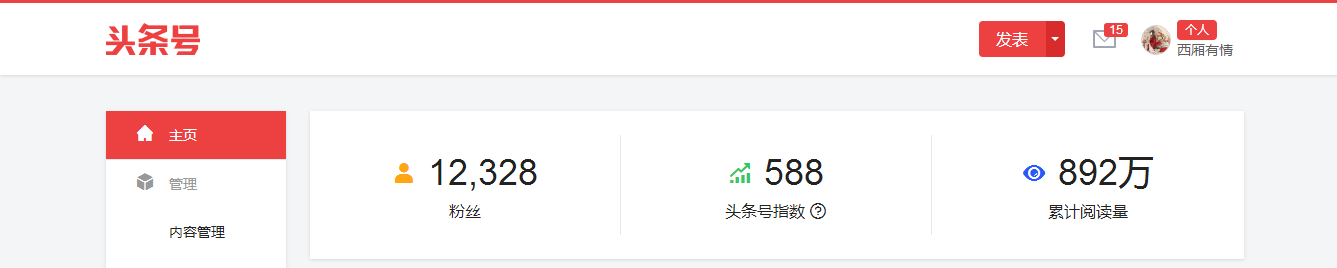 头条号
发表
15
个人
西厢有情
主页
管理
内容管理
12,328
粉丝
588
头条号指数
892万
累计阅读量